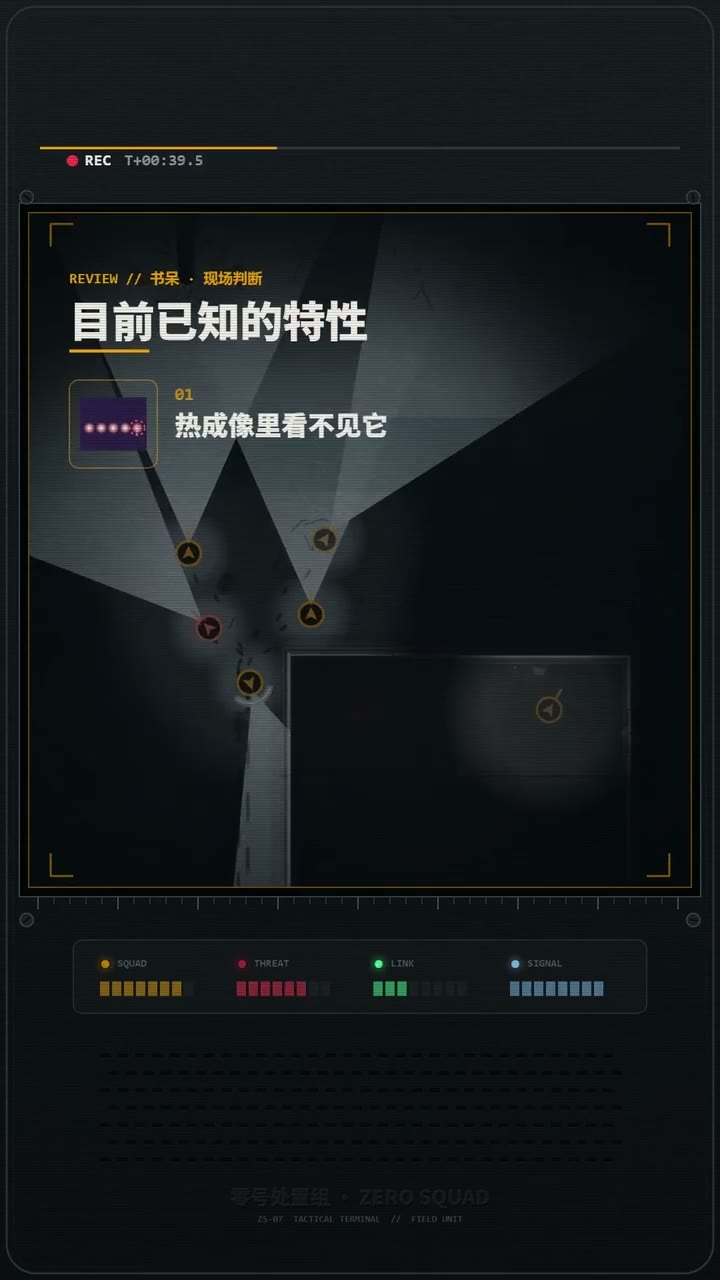 REC T+00:39.5
REVIEW // 书呆 · 现场判断
目前已知的特性
01
热成像里看不见它
SQUAD THREAT LINK SIGNAL
零号处置组 · ZERO SQUAD
ZS-07 TACTICAL TERMINAL // FIELD UNIT